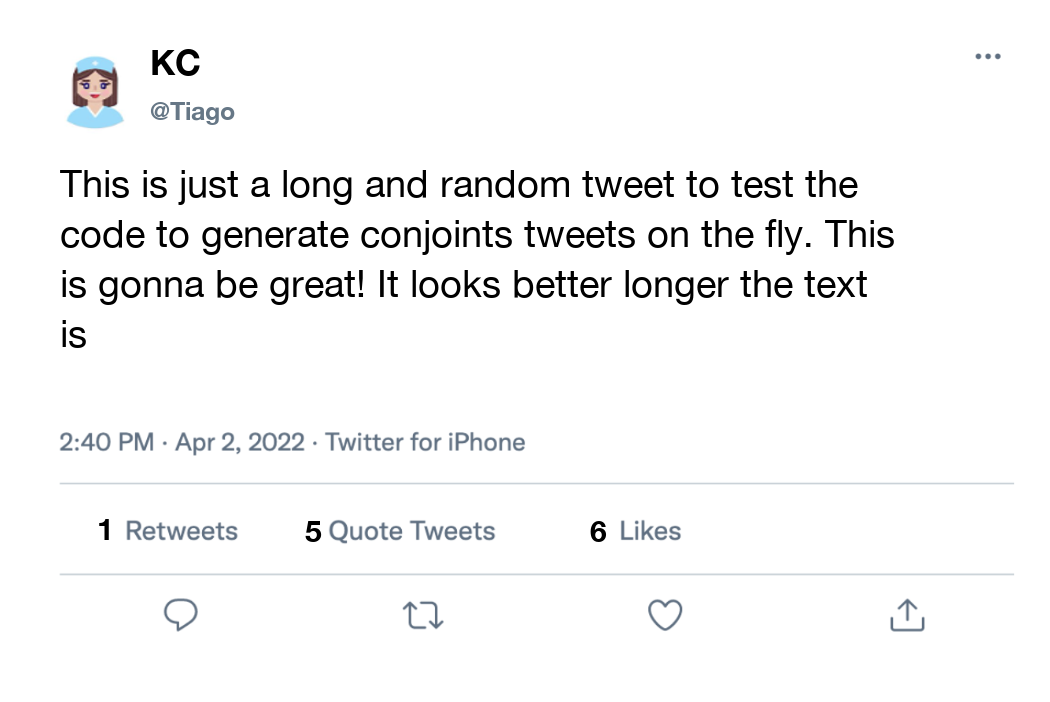 KC
@Tiago
This is just a long and random tweet to test the
code to generate conjoints tweets on the fly. This
is gonna be great! It looks better longer the text
is
2:40 PM · Apr 2, 2022 · Twitter for iPhone
1 Retweets 5 Quote Tweets 6 Likes